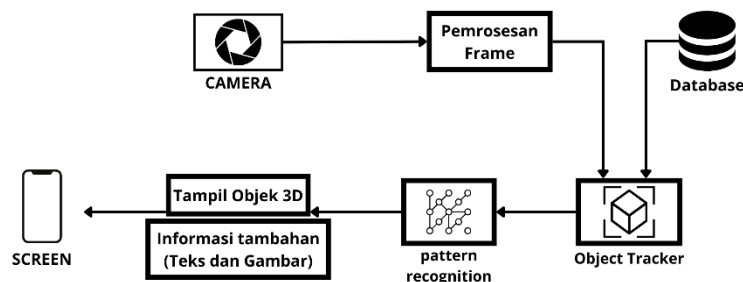 CAMERA
Pemrosesan
Frame
Database
SCREEN
Tampil Objek 3D
Informasi tambahan
(Teks dan Gambar)
pattern
recognition
Object Tracker